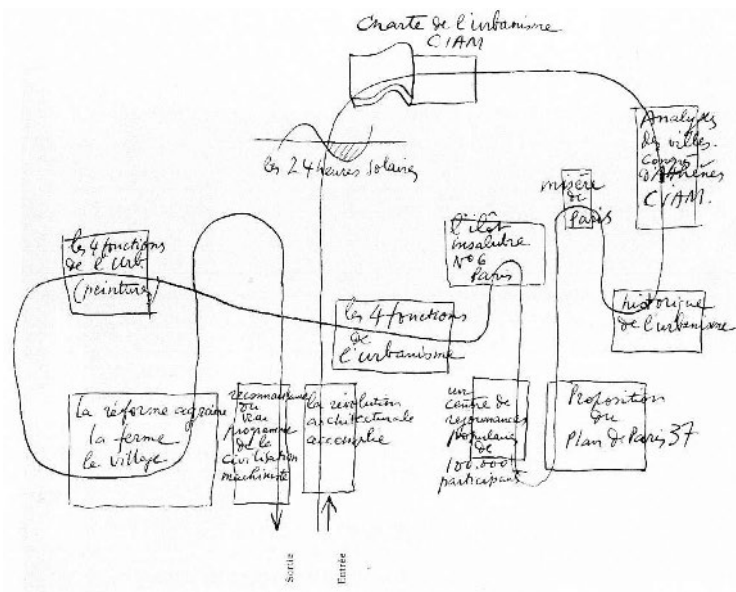 Charte de l'urbanisme
CIAM
les 24 heures solaires
Analyses
des villes.
Congrès
d'Athènes
CIAM.
misère
de
Paris
l'ilôt
insalubre
N°6
Paris
les 4 fonctions
de l'Urb.
(peinture)
historique
de l'urbanisme
les 4 fonctions
de
l'urbanisme
la réforme agraire
la ferme
le village
reconnaissance
du
vrai
programme
de la
civilisation
machiniste
la révolution
architecturale
accomplie
un
centre de
rejouissances
populaires
de
100.000
participants
Proposition
du
Plan de Paris 37
Sortie
Entrée